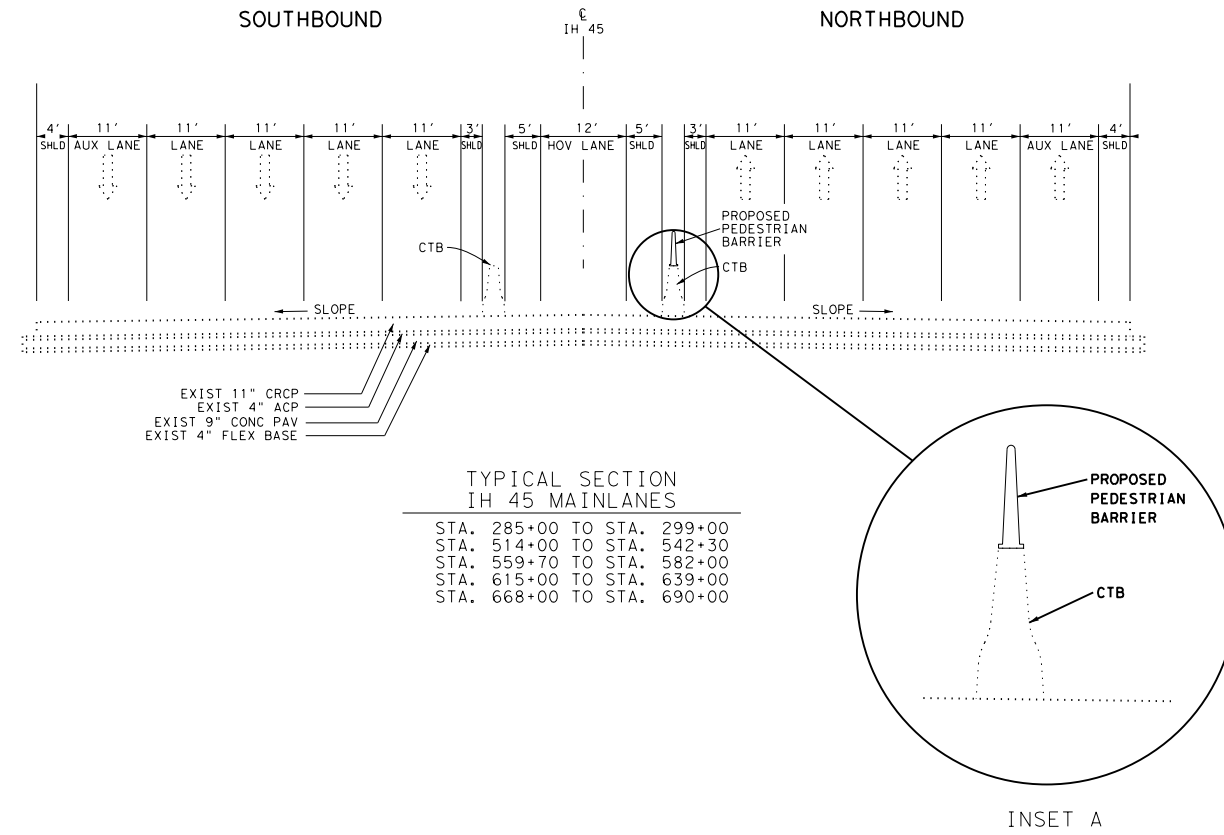 SOUTHBOUND
℄
IH 45
NORTHBOUND
4' 11' 11' 11' 11' 11' 3' 5' 12' 5' 3' 11' 11' 11' 11' 11' 4'
SHLD AUX LANE LANE LANE LANE LANE SHLD SHLD HOV LANE SHLD SHLD LANE LANE LANE LANE AUX LANE SHLD
CTB
PROPOSED
PEDESTRIAN
BARRIER
CTB
SLOPE
SLOPE
EXIST 11" CRCP
EXIST 4" ACP
EXIST 9" CONC PAV
EXIST 4" FLEX BASE
TYPICAL SECTION
IH 45 MAINLANES
STA. 285+00 TO STA. 299+00
STA. 514+00 TO STA. 542+30
STA. 559+70 TO STA. 582+00
STA. 615+00 TO STA. 639+00
STA. 668+00 TO STA. 690+00
PROPOSED
PEDESTRIAN
BARRIER
CTB
INSET A